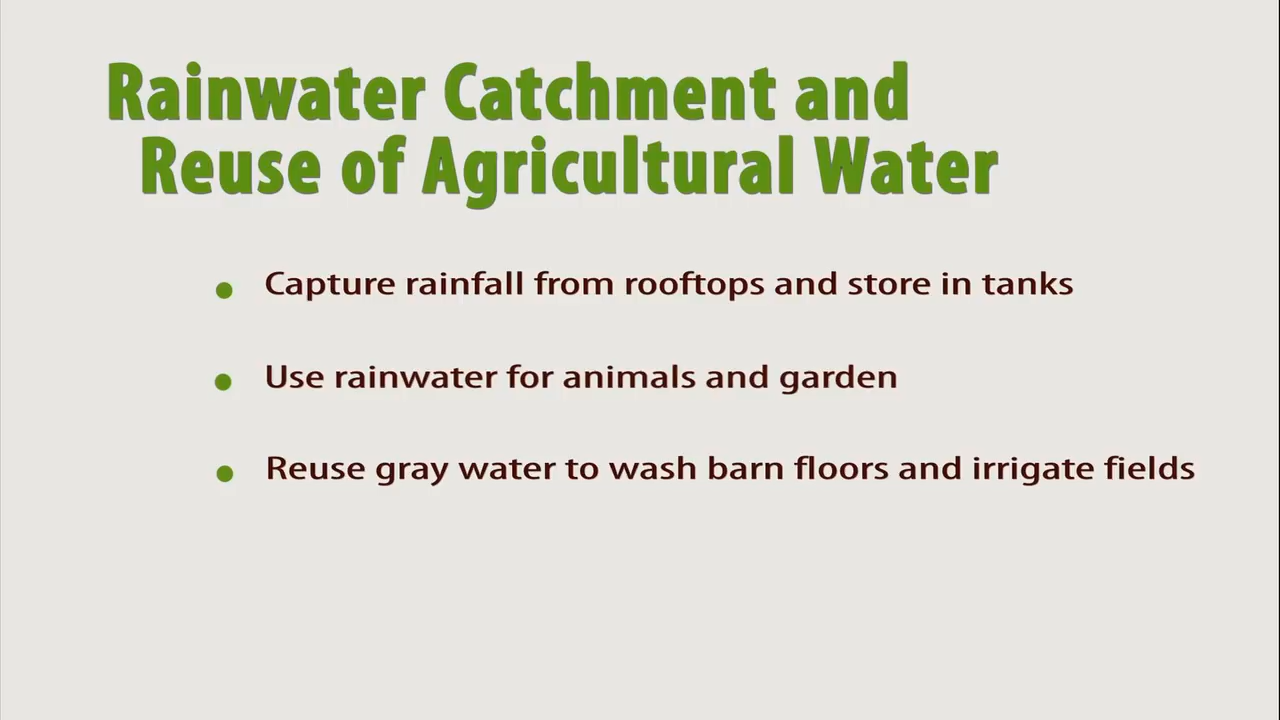 Rainwater Catchment and
Reuse of Agricultural Water
Capture rainfall from rooftops and store in tanks
Use rainwater for animals and garden
Reuse gray water to wash barn floors and irrigate fields